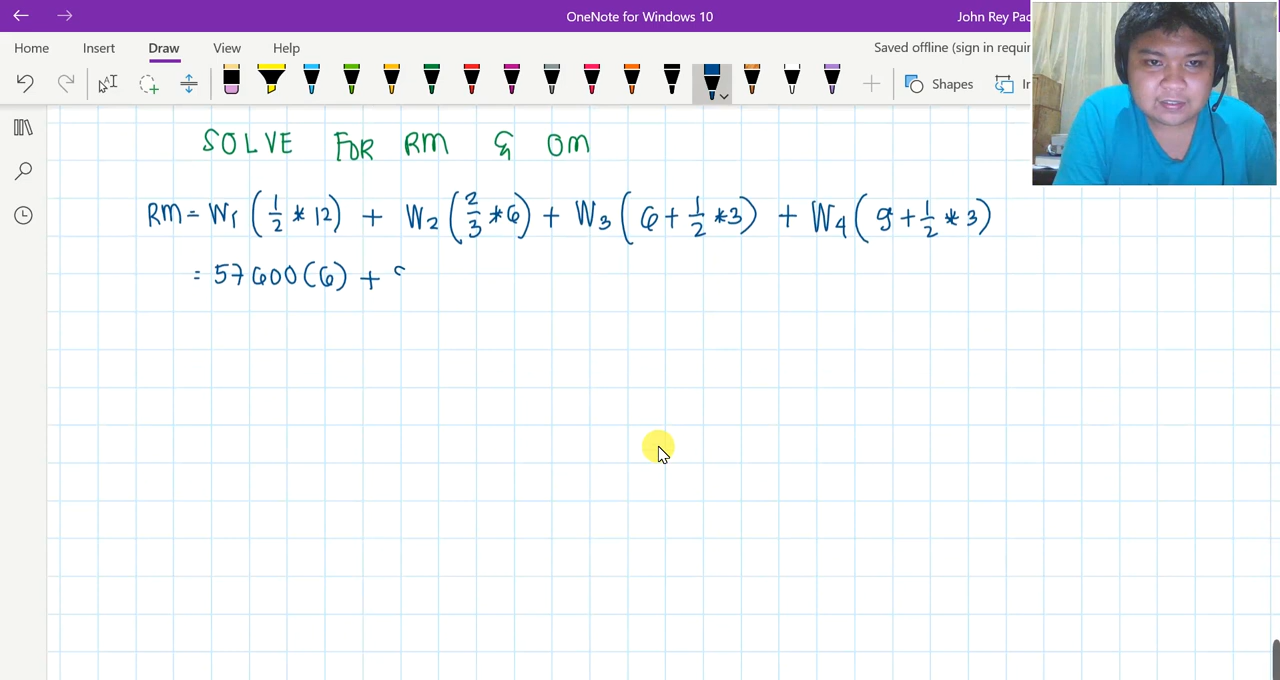 OneNote for Windows 10
John Rey Pac
Home Insert Draw View Help
Saved offline (sign in requir
Shapes
SOLVE FOR RM & OM
RM = W1 (1/2 * 12) + W2 (2/3 * 6) + W3 (6 + 1/2 * 3) + W4 (9 + 1/2 * 3)
= 57600(6) +